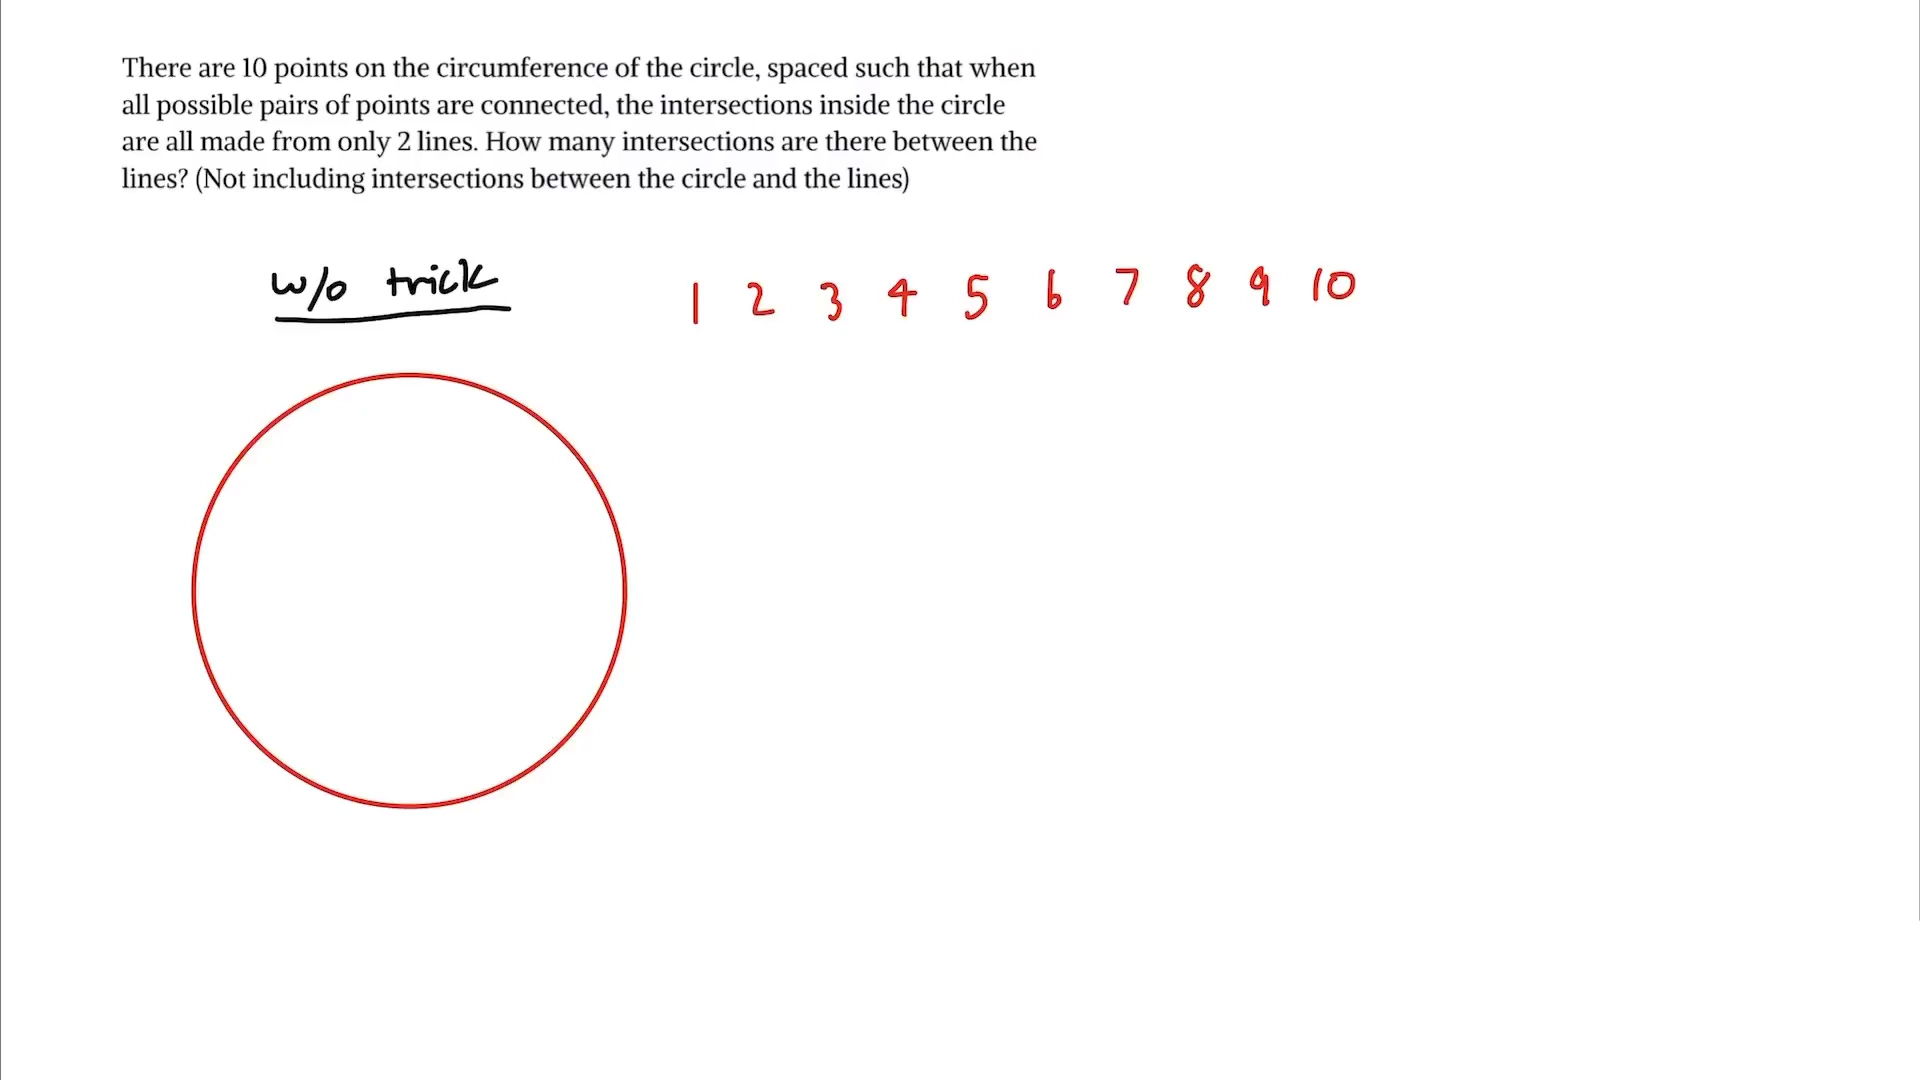 There are 10 points on the circumference of the circle, spaced such that when
all possible pairs of points are connected, the intersections inside the circle
are all made from only 2 lines. How many intersections are there between the
lines? (Not including intersections between the circle and the lines)
w/o trick
1 2 3 4 5 6 7 8 9 10